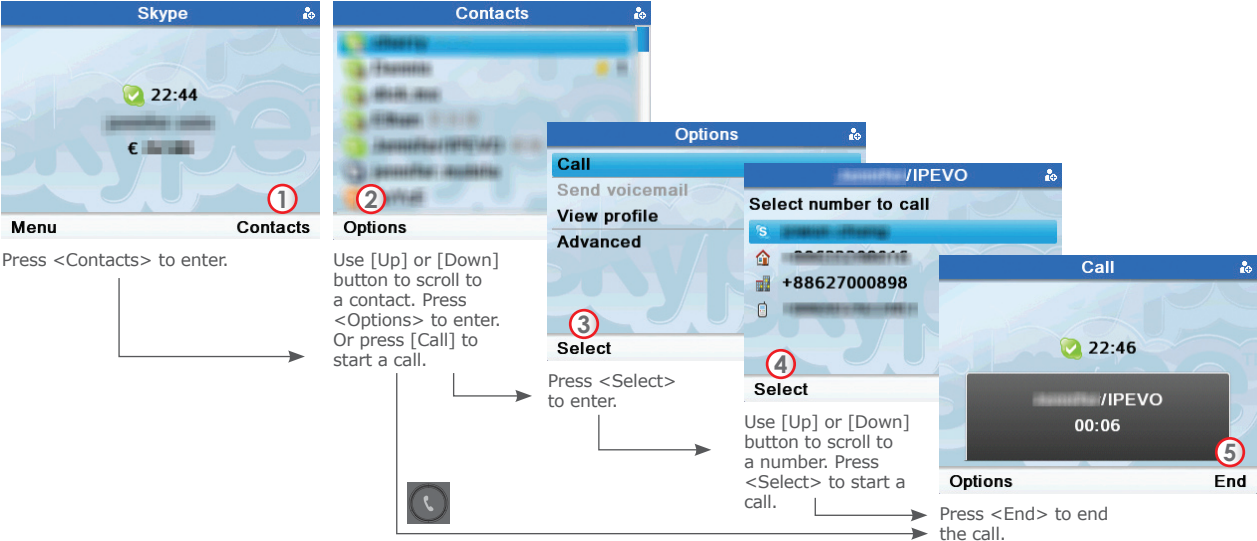 Skype
22:44
€
1
Menu
Contacts
Press <Contacts> to enter.
Contacts
2
Options
Use [Up] or [Down]
button to scroll to
a contact. Press
<Options> to enter.
Or press [Call] to
start a call.
Options
Call
Send voicemail
View profile
Advanced
3
Select
Press <Select>
to enter.
/IPEVO
Select number to call
+88627000898
4
Select
Use [Up] or [Down]
button to scroll to
a number. Press
<Select> to start a
call.
Call
22:46
/IPEVO
00:06
5
Options
End
Press <End> to end
the call.